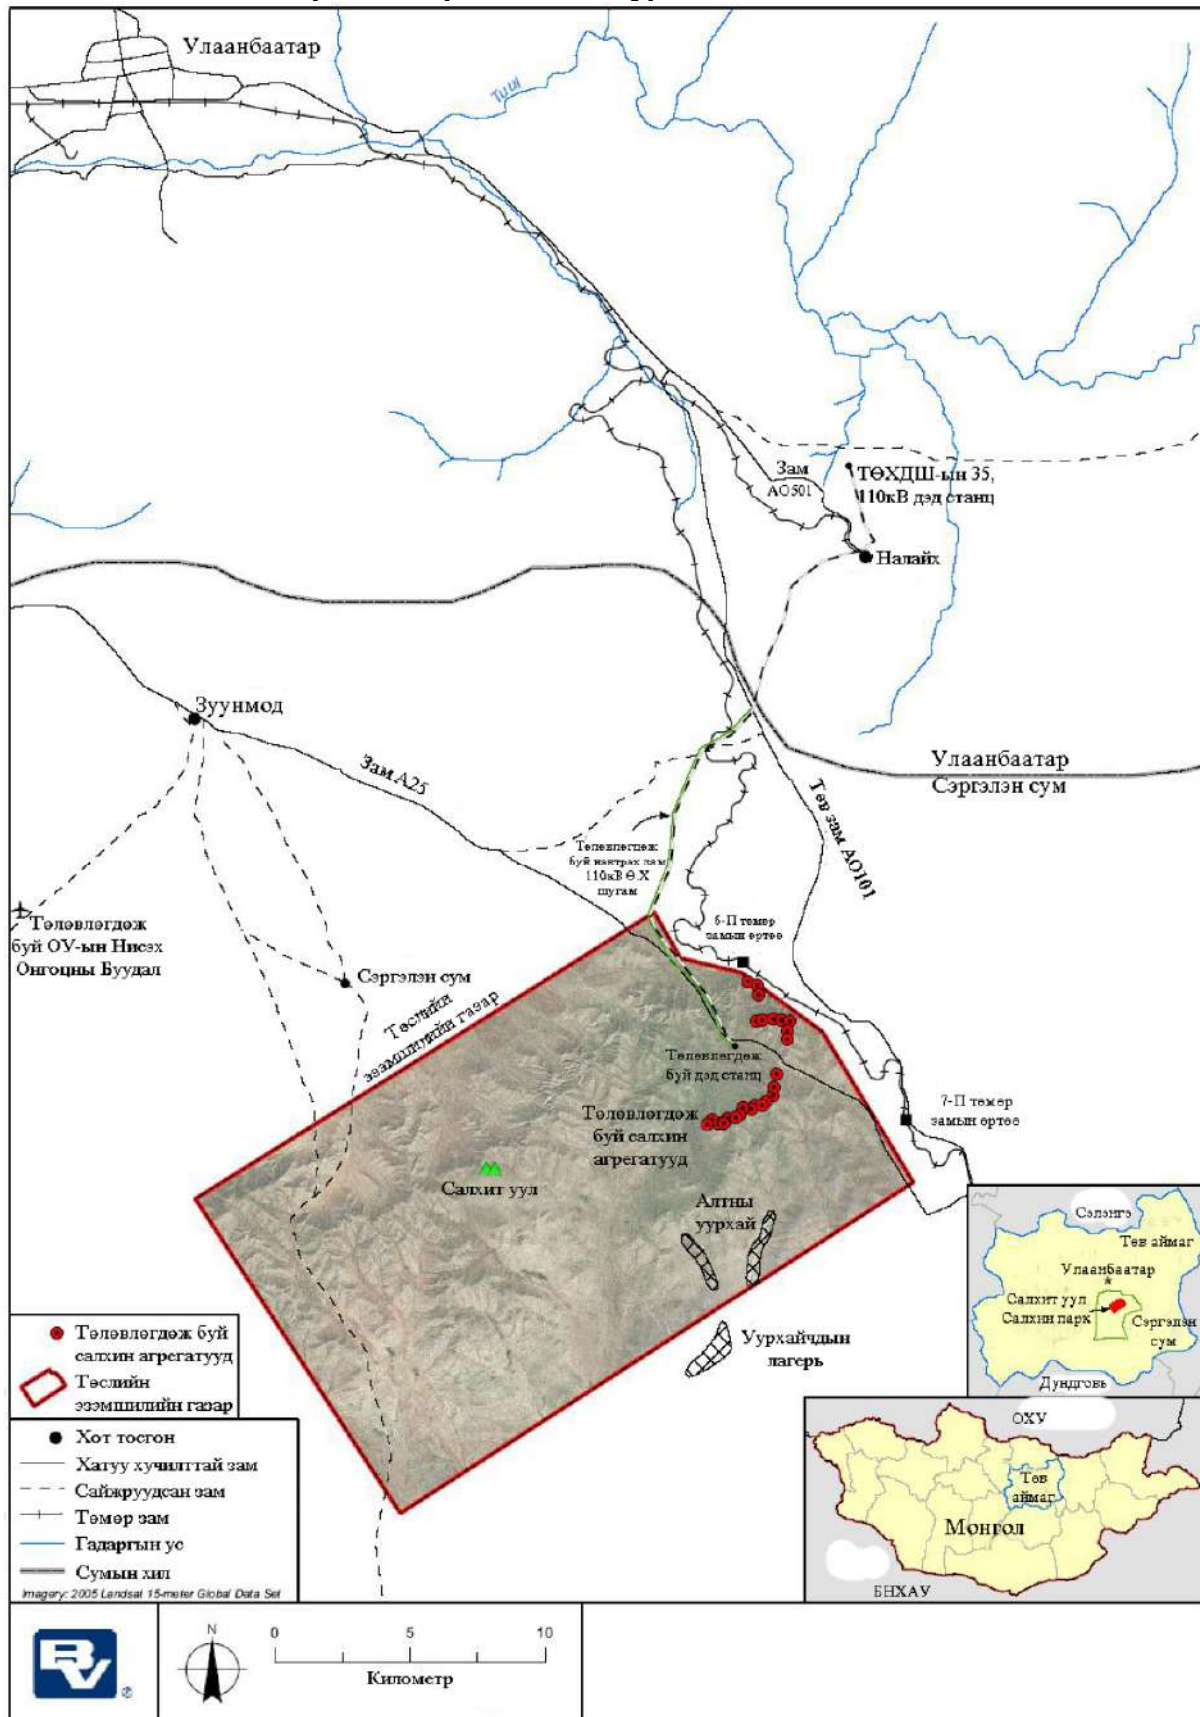 Улаанбаатар
Туул
Зам
АО501
ТӨХДШ-ын 35,
110кВ дэд станц
Налайх
Зуунмод
Зам А25
Улаанбаатар
Сэргэлэн сум
Төв зам АО101
Төлөвлөгдөж
буй нэвтрэх зам
110кВ Ө.Х
шугам
6-Р төмөр
замын өртөө
Төлөвлөгдөж
буй ОУ-ын Нисэх
Онгоцны Буудал
Сэргэлэн сум
Төслийн
эзэмшилийн газар
Төлөвлөгдөж
буй дэд станц
Төлөвлөгдөж
буй салхин
агрегатууд
7-Р төмөр
замын өртөө
Салхит уул
Алтны
уурхай
Уурхайчдын
лагерь
Сэлэнгэ
Төв аймаг
Улаанбаатар
Салхит уул
Салхин парк
Сэргэлэн
сум
Дундговь
ОХУ
Төв
аймаг
Монгол
БНХАУ
Төлөвлөгдөж буй
салхин агрегатууд
Төслийн
эзэмшилийн газар
Хот тосгон
Хатуу хучилттай зам
Сайжруудсан зам
Төмөр зам
Гадаргын ус
Сумын хил
Imagery: 2005 Landsat 15-meter Global Data Set
BV ®
N
0 5 10
Километр